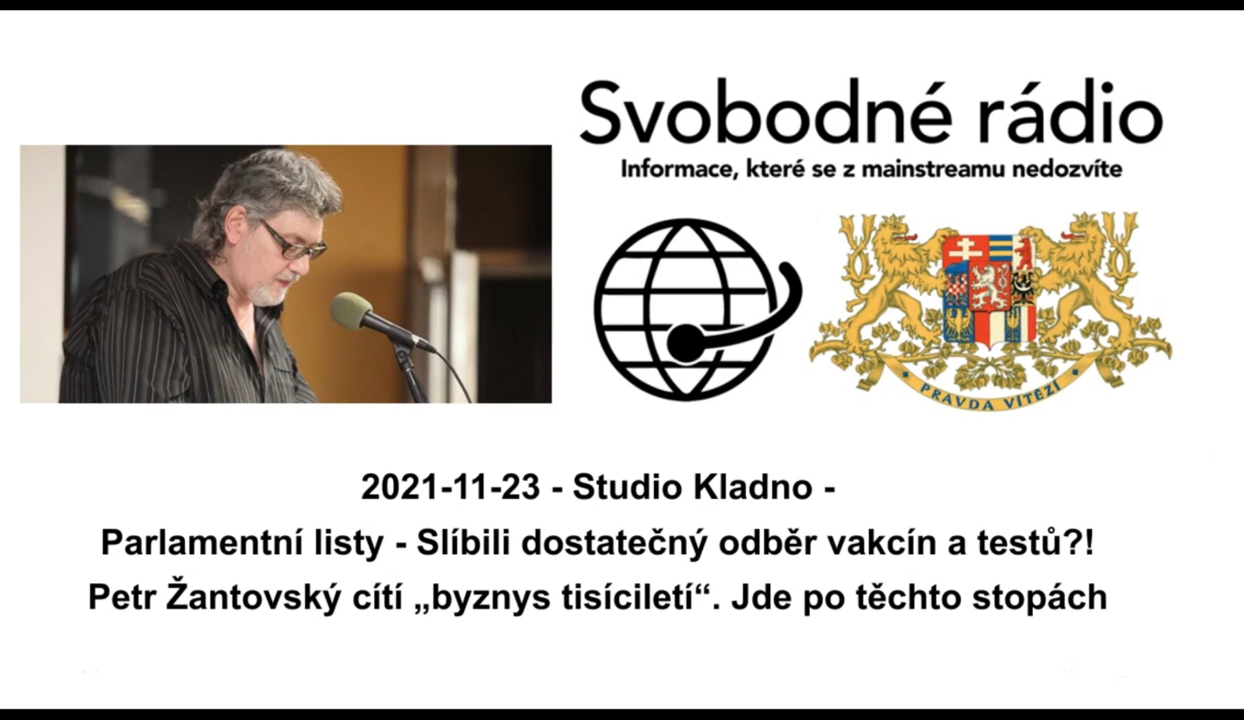 Svobodné rádio
Informace, které se z mainstreamu nedozvíte
PRAVDA VÍTĚZÍ
2021-11-23 - Studio Kladno -
Parlamentní listy - Slíbili dostatečný odběr vakcín a testů?!
Petr Žantovský cítí „byznys tisíciletí“. Jde po těchto stopách